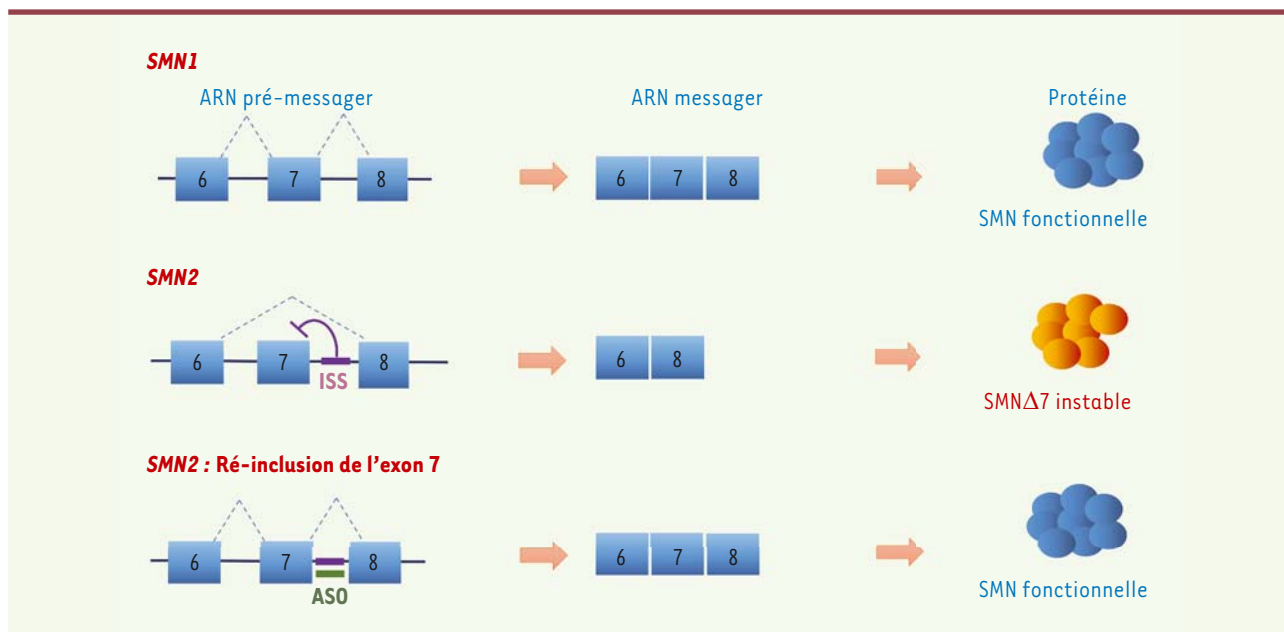 SMN1
ARN pré-messager ARN messager Protéine
6 7 8 6 7 8
SMN fonctionnelle
SMN2
6 7 8 6 8
ISS
SMNΔ7 instable
SMN2 : Ré-inclusion de l'exon 7
6 7 8 6 7 8
ASO
SMN fonctionnelle